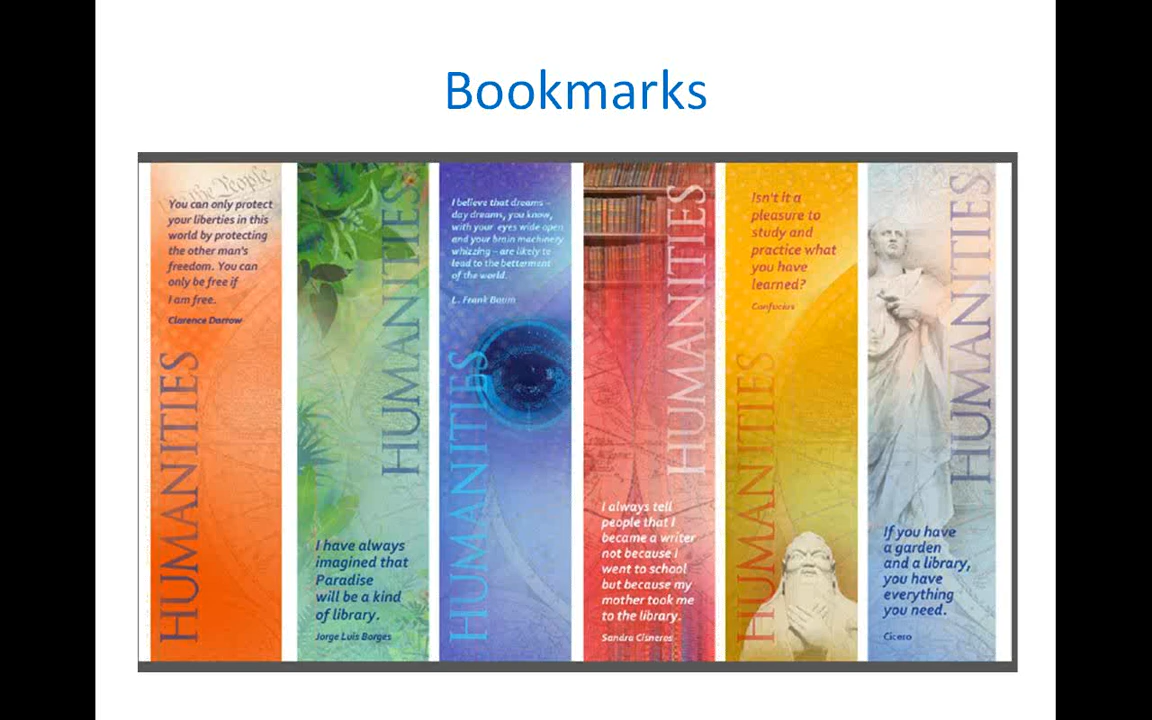 Bookmarks
We the People
You can only protect
your liberties in this
world by protecting
the other man's
freedom. You can
only be free if
I am free.
Clarence Darrow
HUMANITIES
HUMANITIES
I have always
imagined that
Paradise
will be a kind
of library.
Jorge Luis Borges
I believe that dreams –
day dreams, you know,
with your eyes wide open
and your brain machinery
whizzing – are likely to
lead to the betterment
of the world.
L. Frank Baum
HUMANITIES
HUMANITIES
I always tell
people that I
became a writer
not because I
went to school
but because my
mother took me
to the library.
Sandra Cisneros
Isn't it a
pleasure to
study and
practice what
you have
learned?
Confucius
HUMANITIES
HUMANITIES
If you have
a garden
and a library,
you have
everything
you need.
Cicero